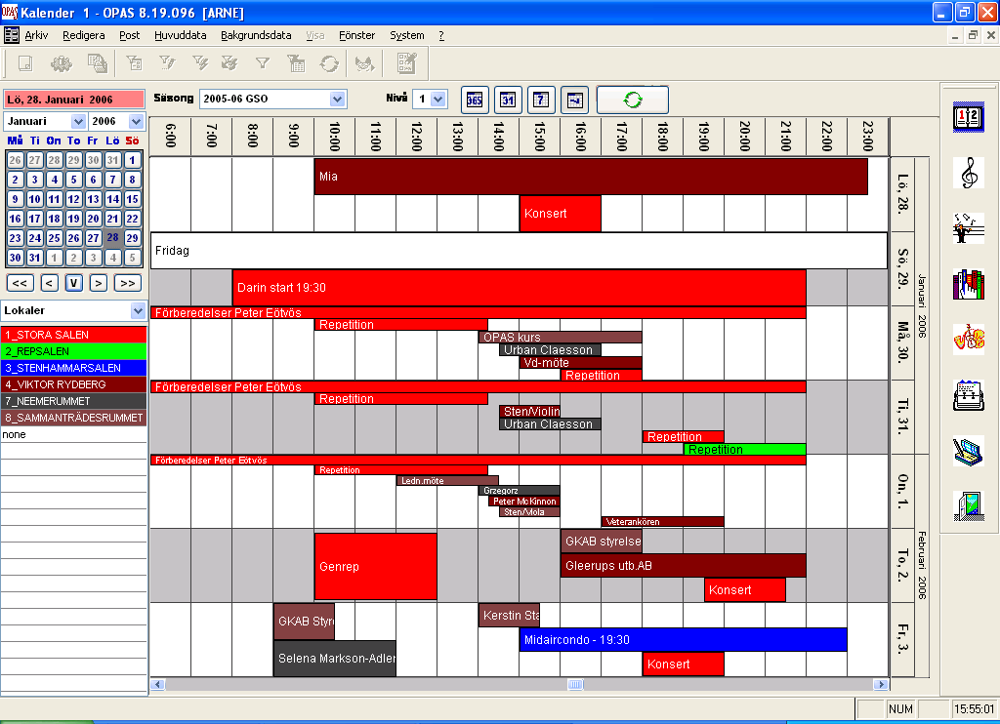 OPAS Kalender 1 - OPAS 8.19.096 [ARNE]
Arkiv Redigera Post Huvuddata Bakgrundsdata Visa Fönster System ?
Lö, 28. Januari 2006
Säsong 2005-06 GSO Nivå 1 365 31 7
Januari 2006
Må Ti On To Fr Lö Sö
26 27 28 29 30 31 1
2 3 4 5 6 7 8
9 10 11 12 13 14 15
16 17 18 19 20 21 22
23 24 25 26 27 28 29
30 31 1 2 3 4 5
<< < V > >>
Lokaler
1_STORA SALEN
2_REPSALEN
3_STENHAMMARSALEN
4_VIKTOR RYDBERG
7_NEEMERUMMET
8_SAMMANTRÄDESRUMMET
none
6:00 7:00 8:00 9:00 10:00 11:00 12:00 13:00 14:00 15:00 16:00 17:00 18:00 19:00 20:00 21:00 22:00 23:00
Lö, 28.
Mia
Konsert
Sö, 29.
Fridag
Darin start 19:30
Januari 2006
Må, 30.
Förberedelser Peter Eötvös
Repetition
OPAS kurs
Urban Claesson
Vd-möte
Repetition
Ti, 31.
Förberedelser Peter Eötvös
Repetition
Sten/Violin
Urban Claesson
Repetition
Repetition
On, 1.
Förberedelser Peter Eötvös
Repetition
Ledn.möte
Grzegorz
Peter McKinnon
Sten/Viola
Veterankören
Februari 2006
To, 2.
GKAB styrelse
Genrep
Gleerups utb.AB
Konsert
Fr, 3.
GKAB Styr
Kerstin Sta
Midaircondo - 19:30
Selena Markson-Adler
Konsert
1 2
NUM 15:55:01